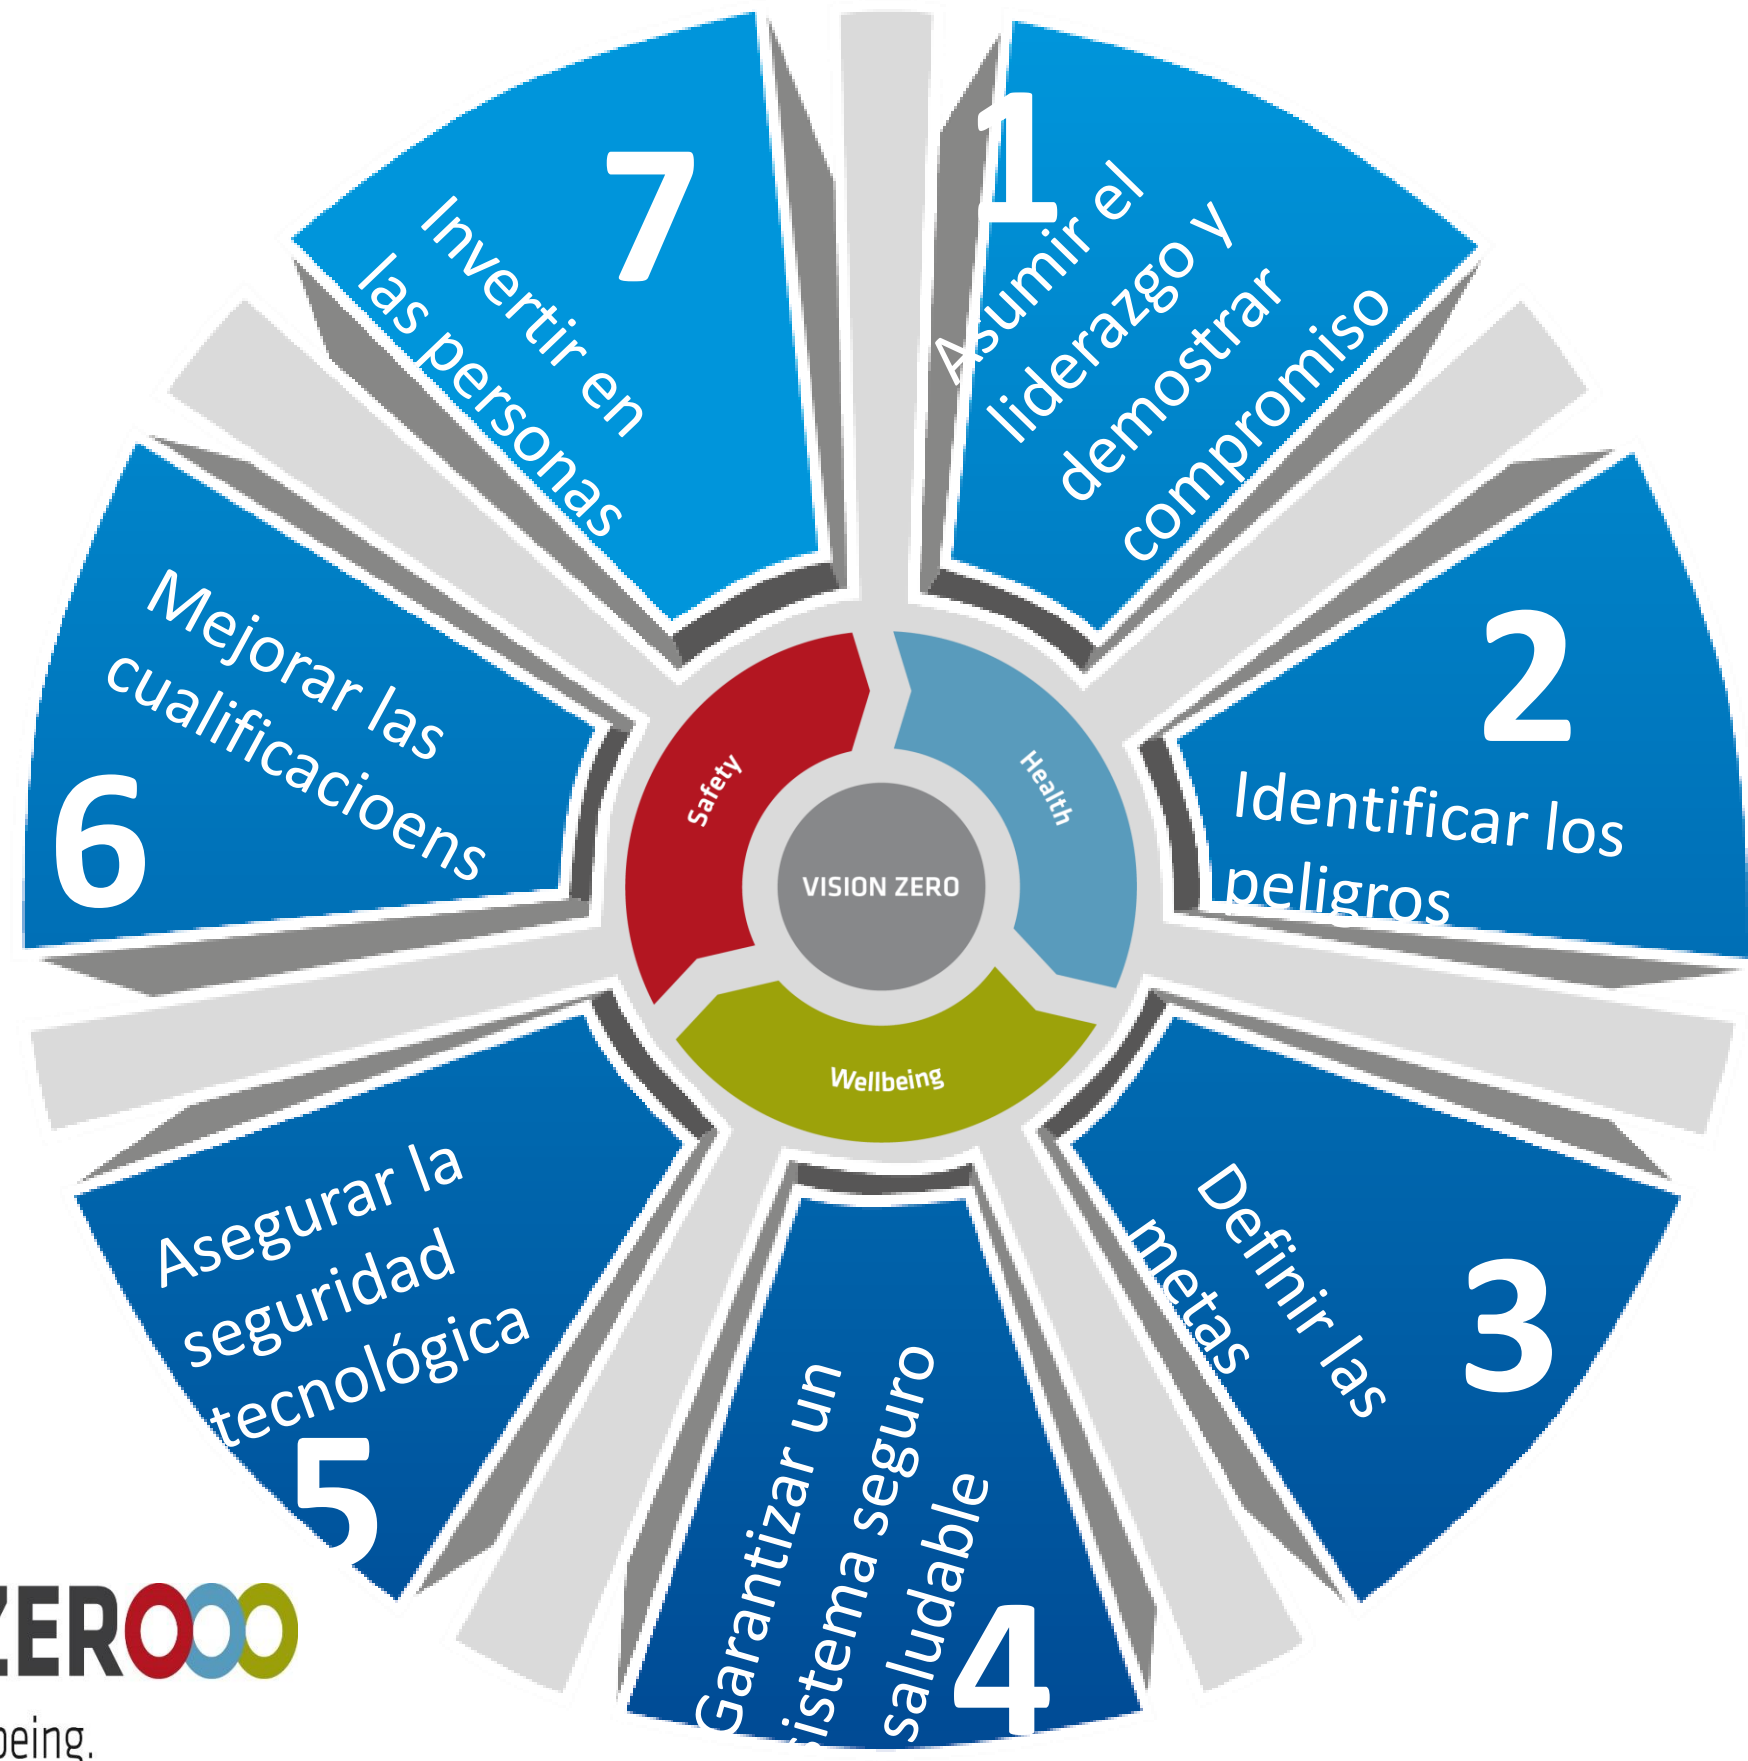 1
Asumir el
liderazgo y
demostrar
compromiso
2
Identificar los
peligros
3
Definir las
metas
4
Garantizar un
sistema seguro
saludable
5
Asegurar la
seguridad
tecnológica
6
Mejorar las
cualificacioens
7
Invertir en
las personas
Safety
Health
Wellbeing
VISION ZERO
ZEROOO
being.